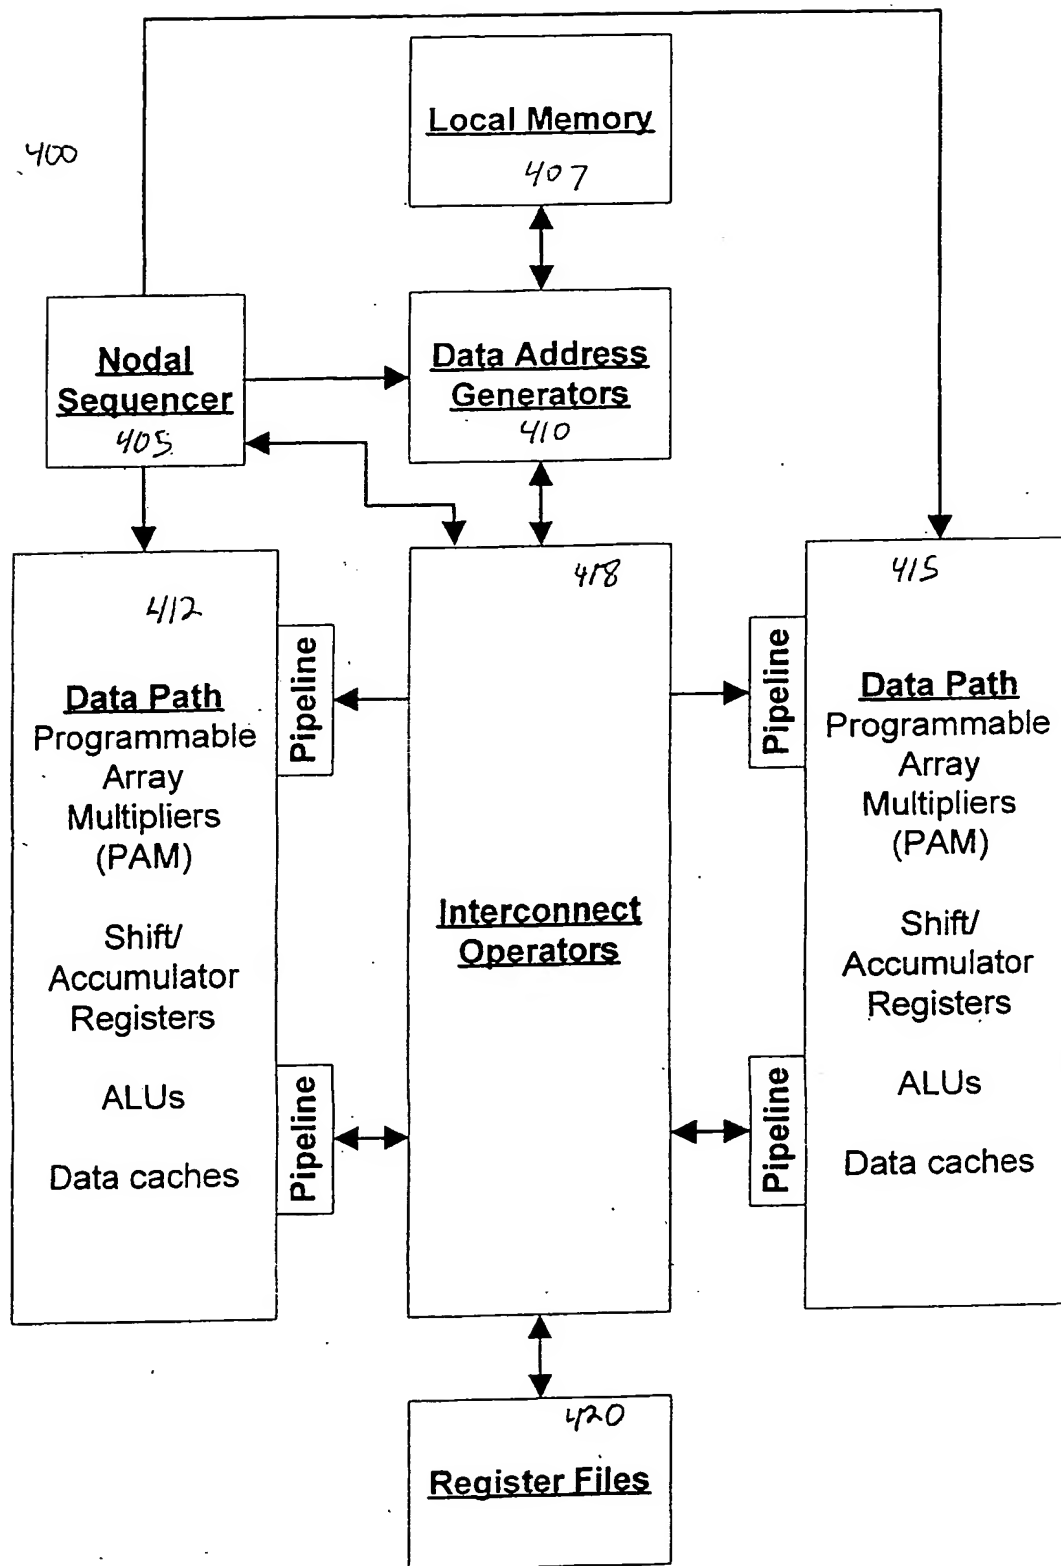 400
Local Memory
407
Nodal
Sequencer
405
Data Address
Generators
410
412
Data Path
Programmable
Array
Multipliers
(PAM)
Shift/
Accumulator
Registers
ALUs
Data caches
Pipeline
Pipeline
418
Interconnect
Operators
Pipeline
Pipeline
415
Data Path
Programmable
Array
Multipliers
(PAM)
Shift/
Accumulator
Registers
ALUs
Data caches
420
Register Files